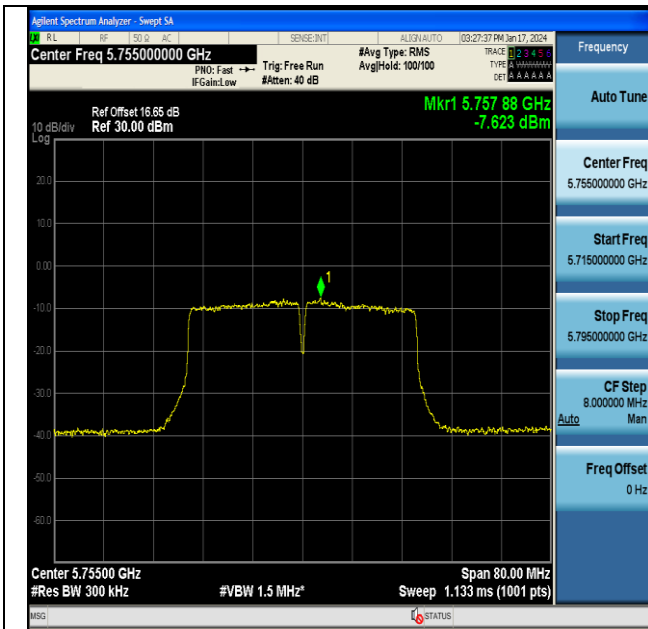 Agilent Spectrum Analyzer - Swept SA
RL RF 50 Ω AC SENSE:INT ALIGN AUTO 03:27:37 PM Jan 17, 2024
Center Freq 5.755000000 GHz
PNO: Fast
IFGain:Low
Trig: Free Run
#Atten: 40 dB
#Avg Type: RMS
Avg|Hold: 100/100
TRACE 1 2 3 4 5 6
TYPE A
DET A A A A A A
Ref Offset 16.65 dB
10 dB/div Ref 30.00 dBm
Log
Mkr1 5.757 88 GHz
-7.623 dBm
20.0
10.0
0.00
-10.0
-20.0
-30.0
-40.0
-50.0
-60.0
1
Center 5.75500 GHz Span 80.00 MHz
#Res BW 300 kHz #VBW 1.5 MHz* Sweep 1.133 ms (1001 pts)
MSG STATUS
Frequency
Auto Tune
Center Freq
5.755000000 GHz
Start Freq
5.715000000 GHz
Stop Freq
5.795000000 GHz
CF Step
8.000000 MHz
Auto Man
Freq Offset
0 Hz